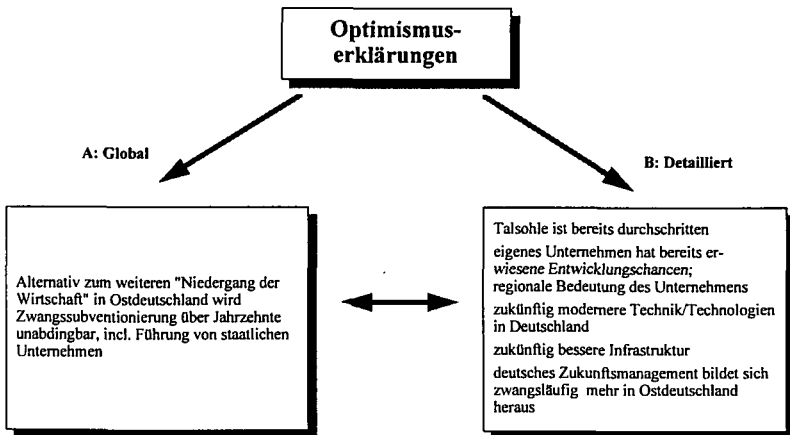 Optimismus-
erklärungen
A: Global
B: Detailliert
Alternativ zum weiteren "Niedergang der
Wirtschaft" in Ostdeutschland wird
Zwangssubventionierung über Jahrzehnte
unabdingbar, incl. Führung von staatlichen
Unternehmen
Talsohle ist bereits durchschritten
eigenes Unternehmen hat bereits er-
wiesene Entwicklungschancen;
regionale Bedeutung des Unternehmens
zukünftig modernere Technik/Technologien
in Deutschland
zukünftig bessere Infrastruktur
deutsches Zukunftsmanagement bildet sich
zwangsläufig mehr in Ostdeutschland
heraus